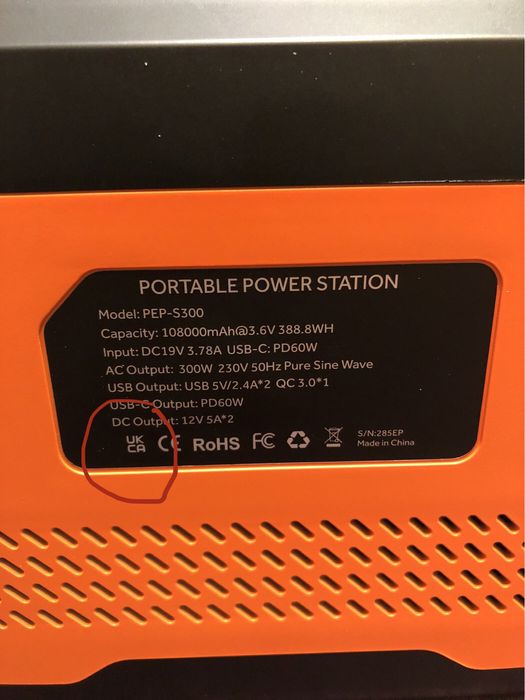 PORTABLE POWER STATION
Model: PEP-S300
Capacity: 108000mAh@3.6V 388.8WH
Input: DC19V 3.78A USB-C: PD60W
AC Output: 300W 230V 50Hz Pure Sine Wave
USB Output: USB 5V/2.4A*2 QC 3.0*1
USB-C Output: PD60W
DC Output: 12V 5A*2
UK
CA
CE RoHS FC
S/N:285EP
Made in China